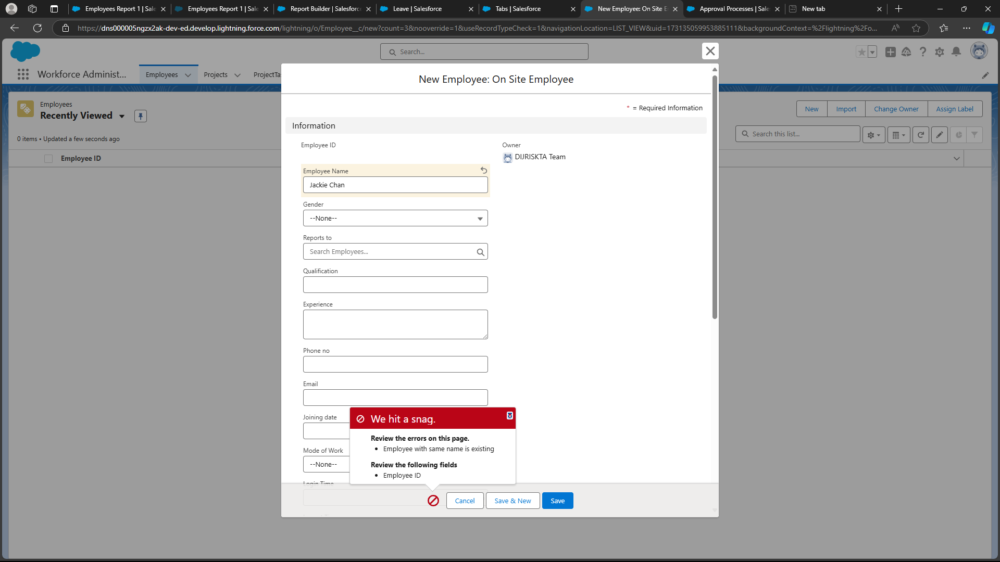 Employees Report 1 | Sale
Employees Report 1 | Sale
Report Builder | Salesforce
Leave | Salesforce
Tabs | Salesforce
New Employee: On Site E
Approval Processes | Sale
New tab
https://dns000005ngzx2ak-dev-ed.develop.lightning.force.com/lightning/o/Employee__c/new?count=3&nooverride=1&useRecordTypeCheck=1&navigationLocation=LIST_VIEW&uid=173135059953885111&backgroundContext=%2Flightning%2Fo...
Search...
Workforce Administ...
Employees
Projects
ProjectTa
Employees
Recently Viewed
0 items • Updated a few seconds ago
New
Import
Change Owner
Assign Label
Search this list...
Employee ID
New Employee: On Site Employee
* = Required Information
Information
Employee ID
Owner
DIJRISKTA Team
Employee Name
Jackie Chan
Gender
--None--
Reports to
Search Employees...
Qualification
Experience
Phone no
Email
Joining date
Mode of Work
--None--
Login Time
We hit a snag.
Review the errors on this page.
• Employee with same name is existing
Review the following fields
• Employee ID
Cancel
Save & New
Save